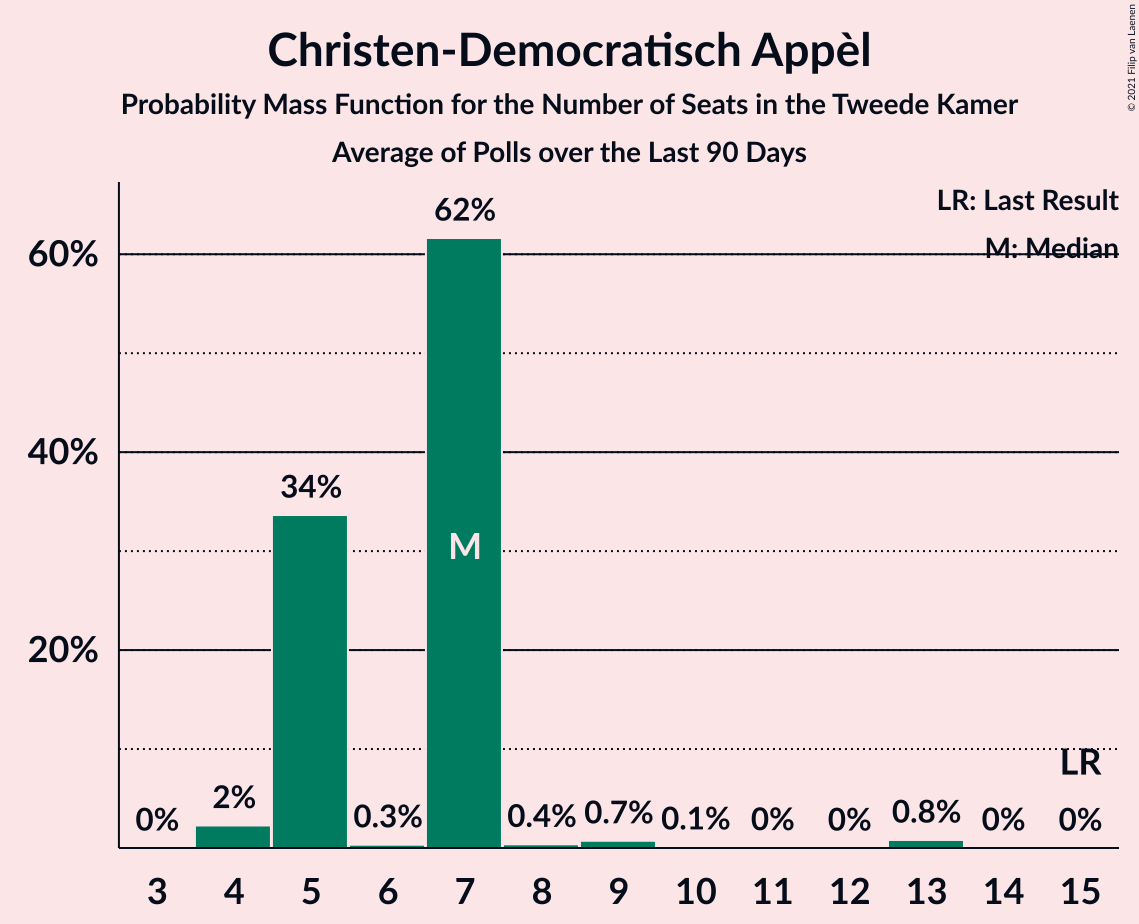 Christen-Democratisch Appèl
Probability Mass Function for the Number of Seats in the Tweede Kamer
Average of Polls over the Last 90 Days
© 2021 Filip van Laenen
LR: Last Result
M: Median
60%
40%
20%
0%
2%
34%
0.3%
62%
0.4%
0.7%
0.1%
0%
0%
0.8%
0%
0%
M
LR
3 4 5 6 7 8 9 10 11 12 13 14 15